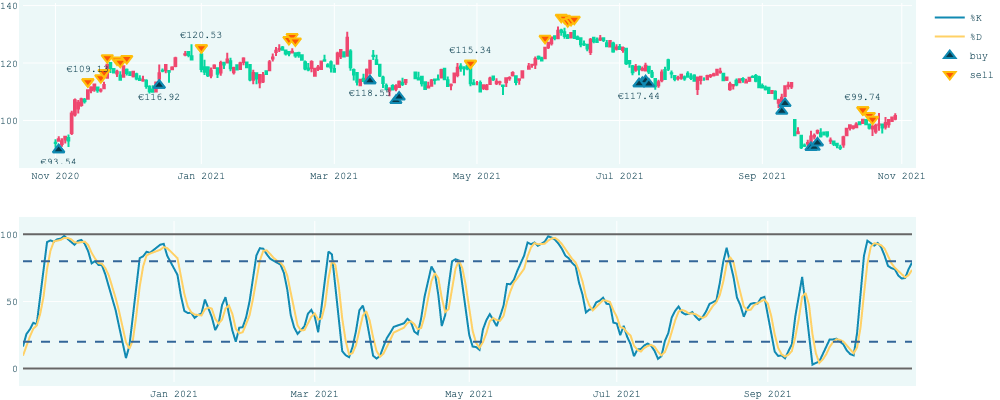 140
120
100
€93.54
€109.13
€116.92
€120.53
€118.55
€115.34
€117.44
€99.74
Nov 2020
Jan 2021
Mar 2021
May 2021
Jul 2021
Sep 2021
Nov 2021
%K
%D
buy
sell
100
50
0
Jan 2021
Mar 2021
May 2021
Jul 2021
Sep 2021